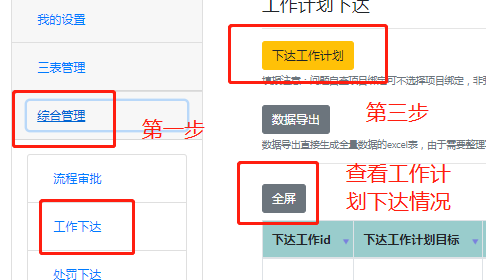 我的设置
三表管理
综合管理
第一步
流程审批
工作下达
处罚下达
工作计划下达
下达工作计划
填报注意：问题自查项目绑定可不选择项目绑定，非
数据导出
第三步
数据导出直接生成全量数据的excel表，由于需要整理
全屏
查看工作计
划下达情况
下达工作id
下达工作计划目标